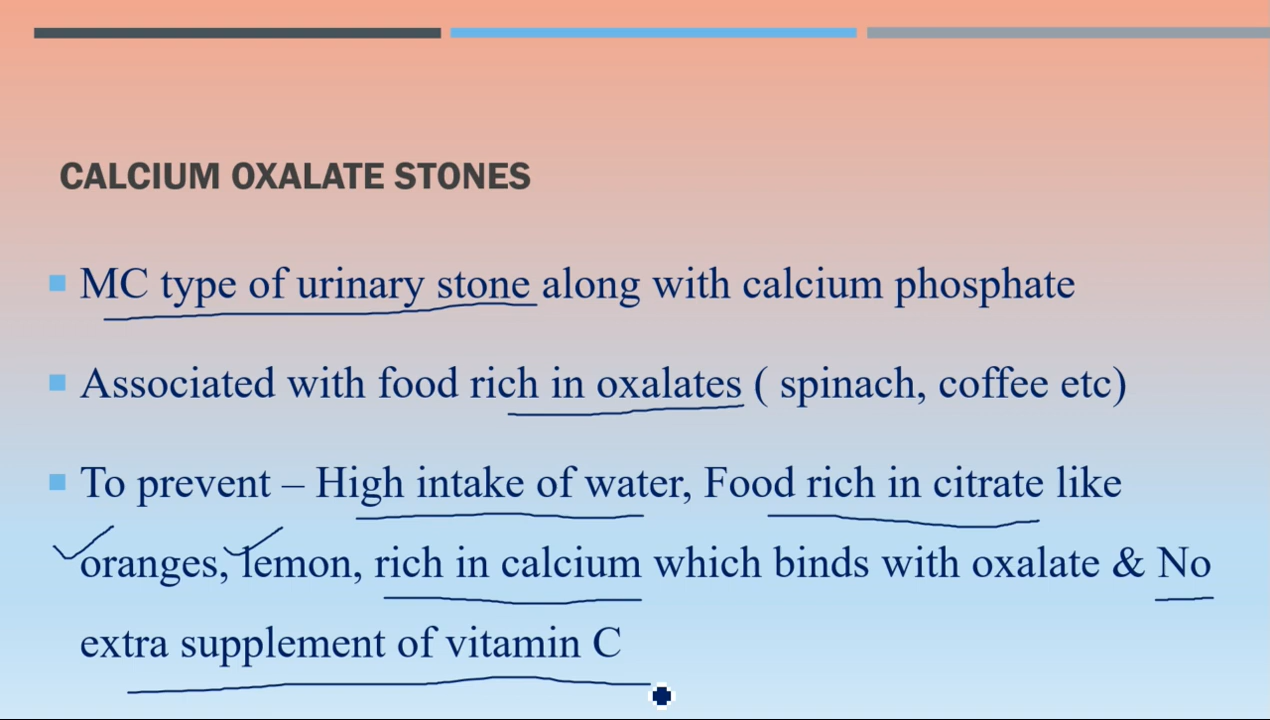 CALCIUM OXALATE STONES
MC type of urinary stone along with calcium phosphate
Associated with food rich in oxalates ( spinach, coffee etc)
To prevent – High intake of water, Food rich in citrate like
oranges, lemon, rich in calcium which binds with oxalate & No
extra supplement of vitamin C